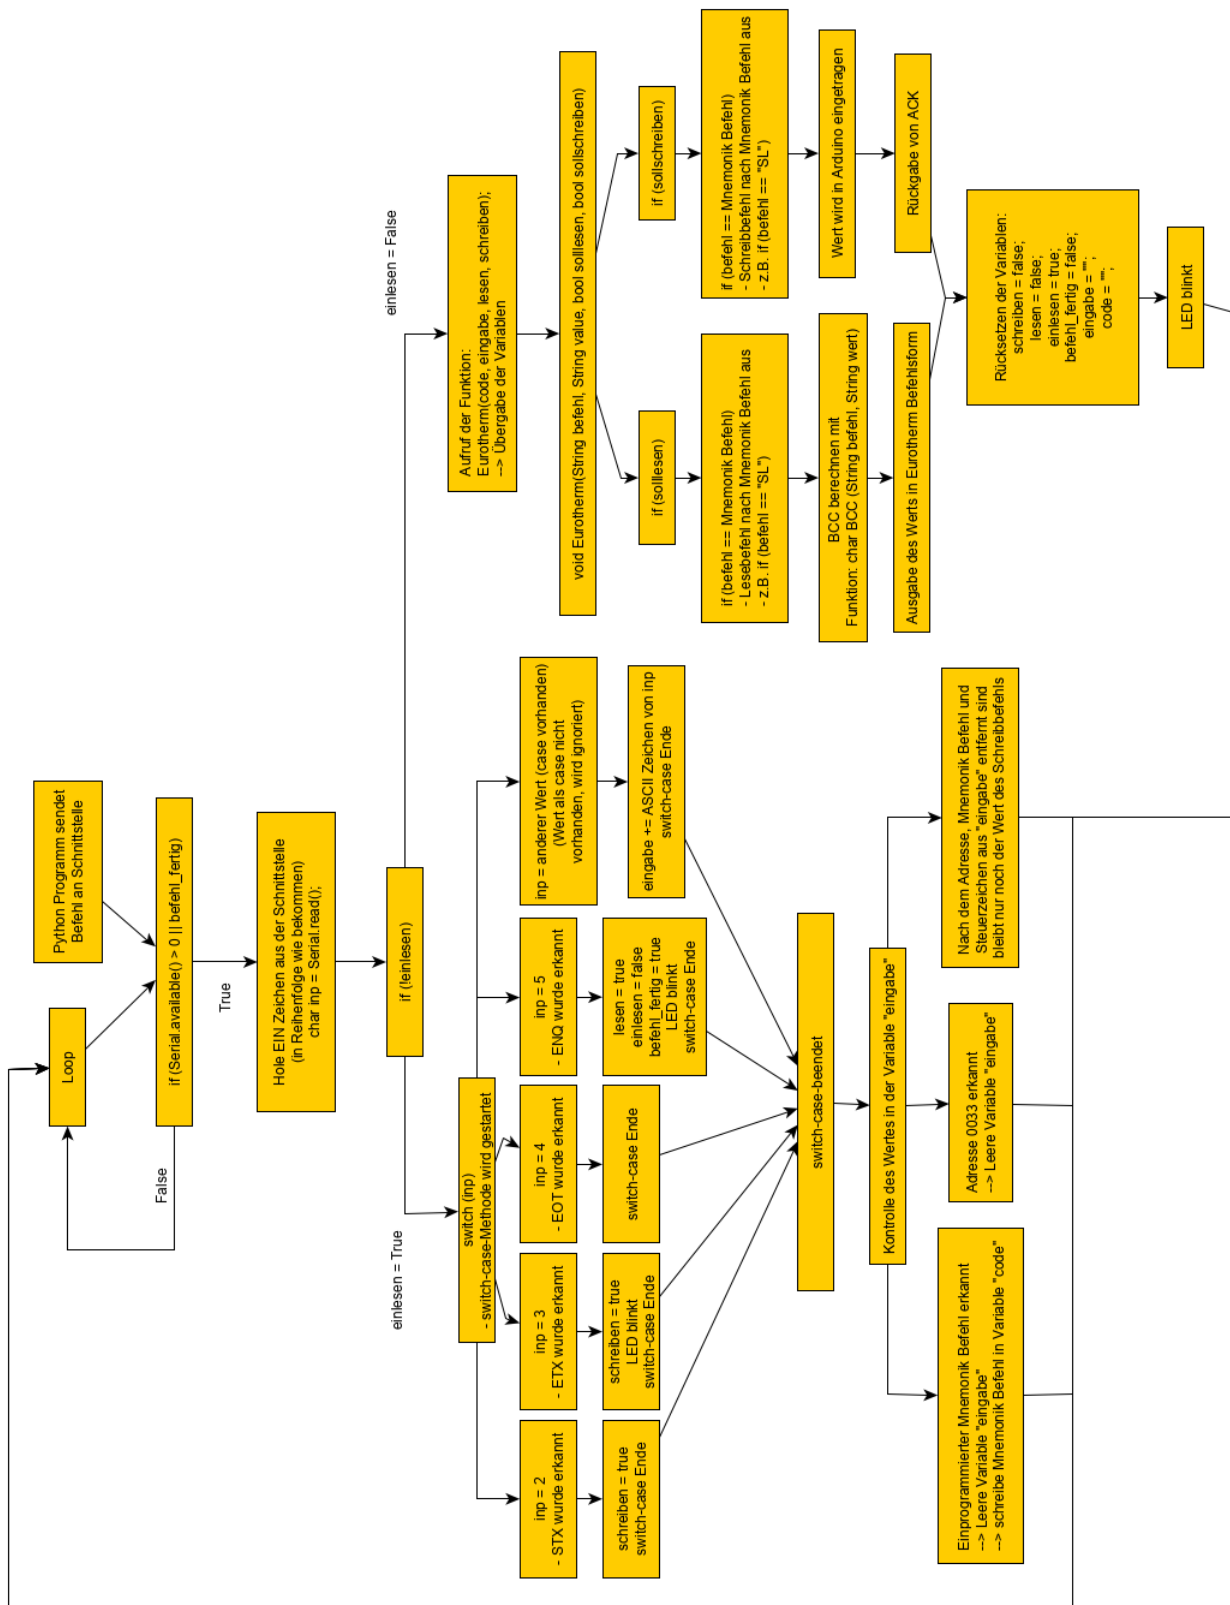 Python Programm sendet
Befehl an Schnittstelle
Loop
if (Serial.available() > 0 || befehl_fertig)
False
True
Hole EIN Zeichen aus der Schnittstelle
(in Reihenfolge wie bekommen)
char inp = Serial.read();
if (!einlesen)
einlesen = True
einlesen = False
switch (inp)
- switch-case-Methode wird gestartet
inp = 2
- STX wurde erkannt
schreiben = true
switch-case Ende
inp = 3
- ETX wurde erkannt
schreiben = true
LED blinkt
switch-case Ende
inp = 4
- EOT wurde erkannt
switch-case Ende
inp = 5
- ENQ wurde erkannt
lesen = true
einlesen = false
befehl_fertig = true
LED blinkt
switch-case Ende
inp = anderer Wert (case vorhanden)
(Wert als case nicht
vorhanden, wird ignoriert)
eingabe += ASCII Zeichen von inp
switch-case Ende
switch-case-beendet
Kontrolle des Wertes in der Variable "eingabe"
Einprogrammierter Mnemonik Befehl erkannt
--> Leere Variable "eingabe"
--> schreibe Mnemonik Befehl in Variable "code"
Adresse 0033 erkannt
--> Leere Variable "eingabe"
Nach dem Adresse, Mnemonik Befehl und
Steuerzeichen aus "eingabe" entfernt sind
bleibt nur noch der Wert des Schreibbefehls
Aufruf der Funktion:
Eurotherm(code, eingabe, lesen, schreiben);
--> Übergabe der Variablen
void Eurotherm(String befehl, String value, bool solllesen, bool sollschreiben)
if (solllesen)
if (befehl == Mnemonik Befehl)
- Lesebefehl nach Mnemonik Befehl aus
- z.B. if (befehl == "SL")
BCC berechnen mit
Funktion: char BCC (String befehl, String wert)
Ausgabe des Werts in Eurotherm Befehlsform
if (sollschreiben)
if (befehl == Mnemonik Befehl)
- Schreibbefehl nach Mnemonik Befehl aus
- z.B. if (befehl == "SL")
Wert wird in Arduino eingetragen
Rückgabe von ACK
Rücksetzen der Variablen:
schreiben = false;
lesen = false;
einlesen = true;
befehl_fertig = false;
eingabe = "";
code = "";
LED blinkt